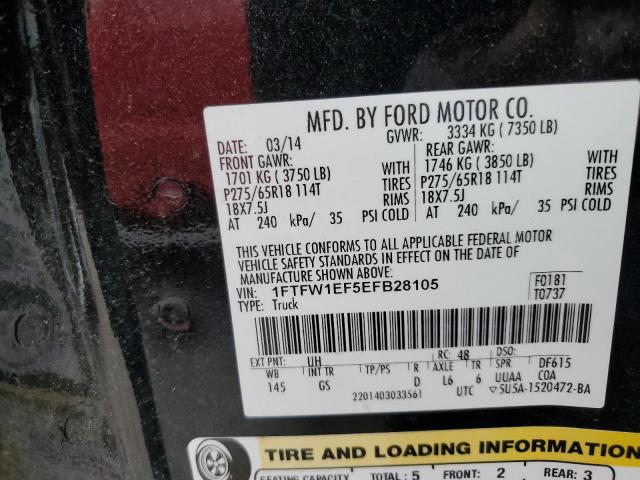 MFD. BY FORD MOTOR CO.
DATE: 03/14 GVWR: 3334 KG ( 7350 LB)
FRONT GAWR: REAR GAWR:
1701 KG ( 3750 LB) WITH 1746 KG ( 3850 LB) WITH
P275/65R18 114T TIRES P275/65R18 114T TIRES
18X7.5J RIMS 18X7.5J RIMS
AT 240 kPa/ 35 PSI COLD AT 240 kPa/ 35 PSI COLD
THIS VEHICLE CONFORMS TO ALL APPLICABLE FEDERAL MOTOR
VEHICLE SAFETY STANDARDS IN EFFECT ON THE DATE OF
MANUFACTURE SHOWN ABOVE.
VIN: 1FTFW1EF5EFB28105 F0181
TYPE: Truck T0737
EXT PNT: UH RC: 48 DSO:
WB INT TR TP/PS R AXLE TR SPR DF615
145 GS D L6 6 UUAA COA
2201403033561 UTC ▽5U5A-1520472-BA
TIRE AND LOADING INFORMATION
SEATING CAPACITY TOTAL: 5 FRONT: 2 REAR: 3